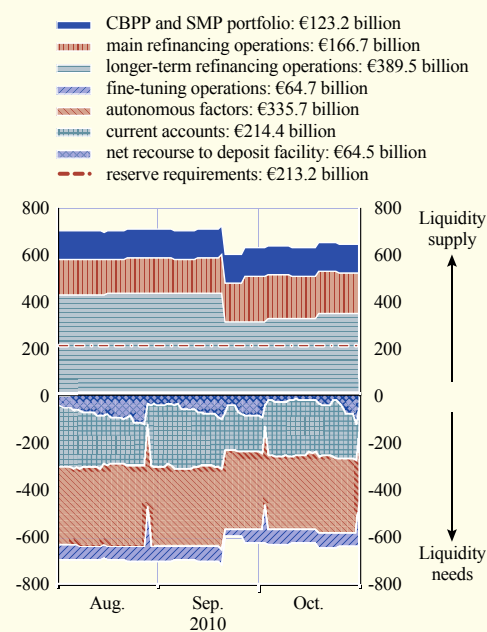 CBPP and SMP portfolio: €123.2 billion
main refinancing operations: €166.7 billion
longer-term refinancing operations: €389.5 billion
fine-tuning operations: €64.7 billion
autonomous factors: €335.7 billion
current accounts: €214.4 billion
net recourse to deposit facility: €64.5 billion
reserve requirements: €213.2 billion
800 800
Liquidity
supply
600 600
400 400
200 200
0 0
-200 -200
-400 -400
-600 -600
Liquidity
needs
-800 -800
Aug. Sep. Oct.
2010